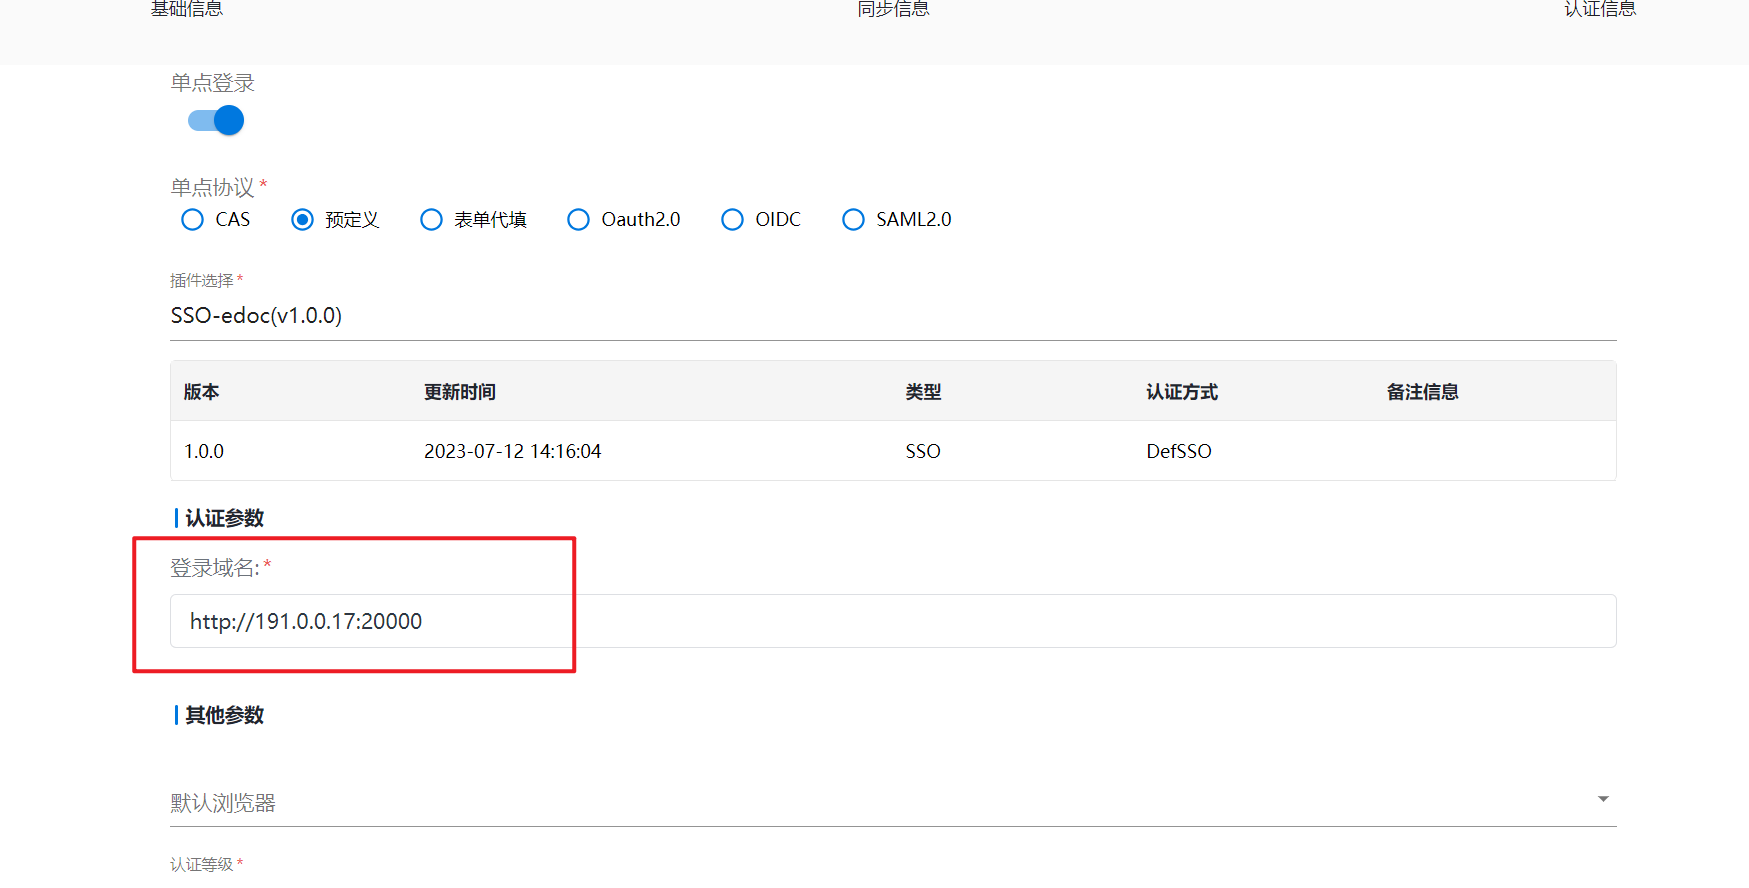 基础信息 同步信息 认证信息
单点登录
单点协议 *
CAS 预定义 表单代填 Oauth2.0 OIDC SAML2.0
插件选择 *
SSO-edoc(v1.0.0)
版本 更新时间 类型 认证方式 备注信息
1.0.0 2023-07-12 14:16:04 SSO DefSSO
认证参数
登录域名: *
http://191.0.0.17:20000
其他参数
默认浏览器
认证等级 *